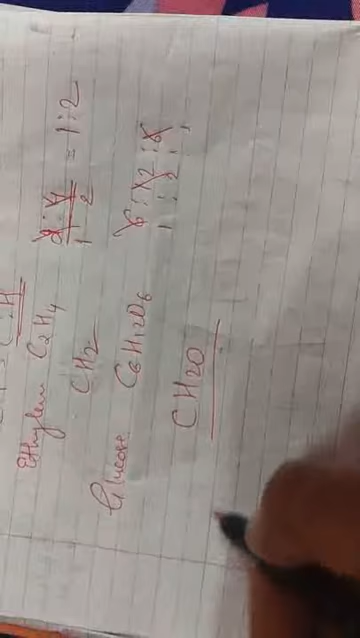 Ethylene C2H4 2:4 = 1:2
1 2
CH2
Glucose C6H12O6 6:12:6
1:2:1
CH2O